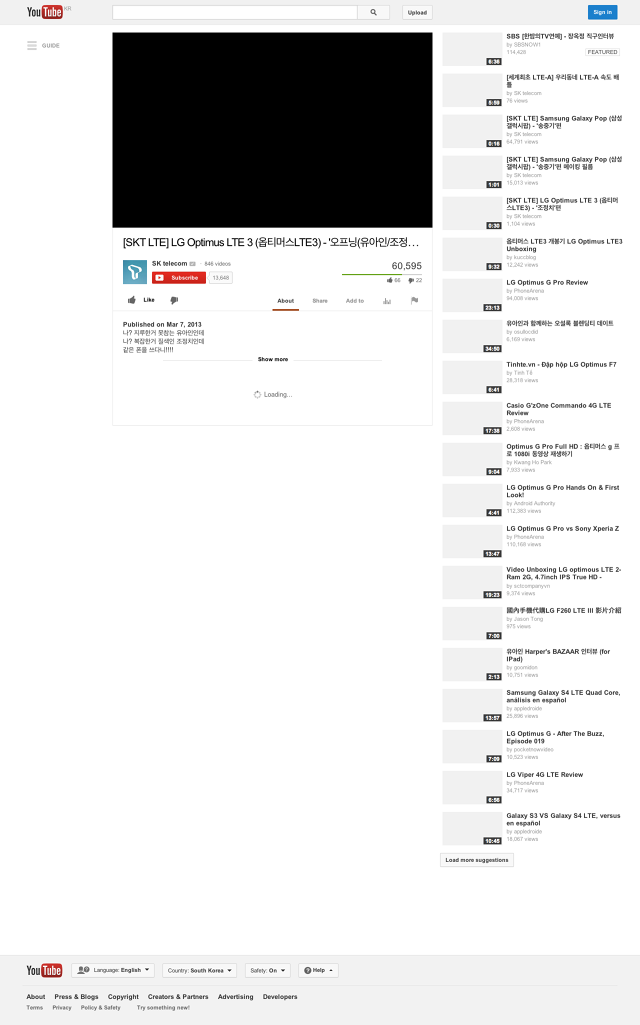 YouTube KR
Upload
Sign in
GUIDE
[SKT LTE] LG Optimus LTE 3 (옵티머스LTE3) - '오프닝(유아인/조정...
SK telecom · 846 videos
Subscribe 13,648
60,595
66 22
Like
About Share Add to
Published on Mar 7, 2013
나? 지루한거 못참는 유아인인데
나? 복잡한거 질색인 조정치인데
같은 폰을 쓰다니!!!!
Show more
Loading...
SBS [한밤의TV연예] - 장옥정 직구인터뷰
by SBSNOW1
114,426
FEATURED
6:36
[세계최초 LTE-A] 우리동네 LTE-A 속도 배틀
by SK telecom
76 views
5:59
[SKT LTE] Samsung Galaxy Pop (삼성
갤럭시팝) - '송중기'편
by SK telecom
64,791 views
0:16
[SKT LTE] Samsung Galaxy Pop (삼성
갤럭시팝) - '송중기' 메이킹 필름
by SK telecom
15,013 views
1:01
[SKT LTE] LG Optimus LTE 3 (옵티머
스LTE3) - '조정치'편
by SK telecom
1,104 views
0:30
옵티머스 LTE3 개봉기 LG Optimus LTE3
Unboxing
by kuccblog
12,242 views
9:32
LG Optimus G Pro Review
by PhoneArena
94,008 views
23:13
유아인과 함께하는 오설록 블렌딩티 데이트
by osullocdst
5,169 views
34:50
Tinhte.vn - Đập hộp LG Optimus F7
by Tinh Tế
28,319 views
6:41
Casio G'zOne Commando 4G LTE
Review
by PhoneArena
2,608 views
17:38
Optimus G Pro Full HD : 옵티머스 g 프
로 1080i 동영상 재생하기
by Kwang Ho Park
7,933 views
9:04
LG Optimus G Pro Hands On & First
Look!
by Android Authority
112,383 views
4:41
LG Optimus G Pro vs Sony Xperia Z
by PhoneArena
110,169 views
13:47
Video Unboxing LG optimous LTE 2-
Ram 2G, 4.7inch IPS True HD -
by sctcompanyvn
9,374 views
19:23
國內手機代購LG F260 LTE III 影片介紹
by Jason Tong
975 views
7:00
유아인 Harper's BAZAAR 인터뷰 (for
IPad)
by goomdion
10,751 views
2:13
Samsung Galaxy S4 LTE Quad Core,
análisis en español
by appledroide
25,896 views
13:57
LG Optimus G - After The Buzz,
Episode 019
by pocketnowvideo
10,523 views
7:09
LG Viper 4G LTE Review
by PhoneArena
34,717 views
6:56
Galaxy S3 VS Galaxy S4 LTE, versus
en español
by appledroide
18,067 views
10:45
Load more suggestions
YouTube
Language: English
Country: South Korea
Safety: On
Help
About Press & Blogs Copyright Creators & Partners Advertising Developers
Terms Privacy Policy & Safety Try something new!